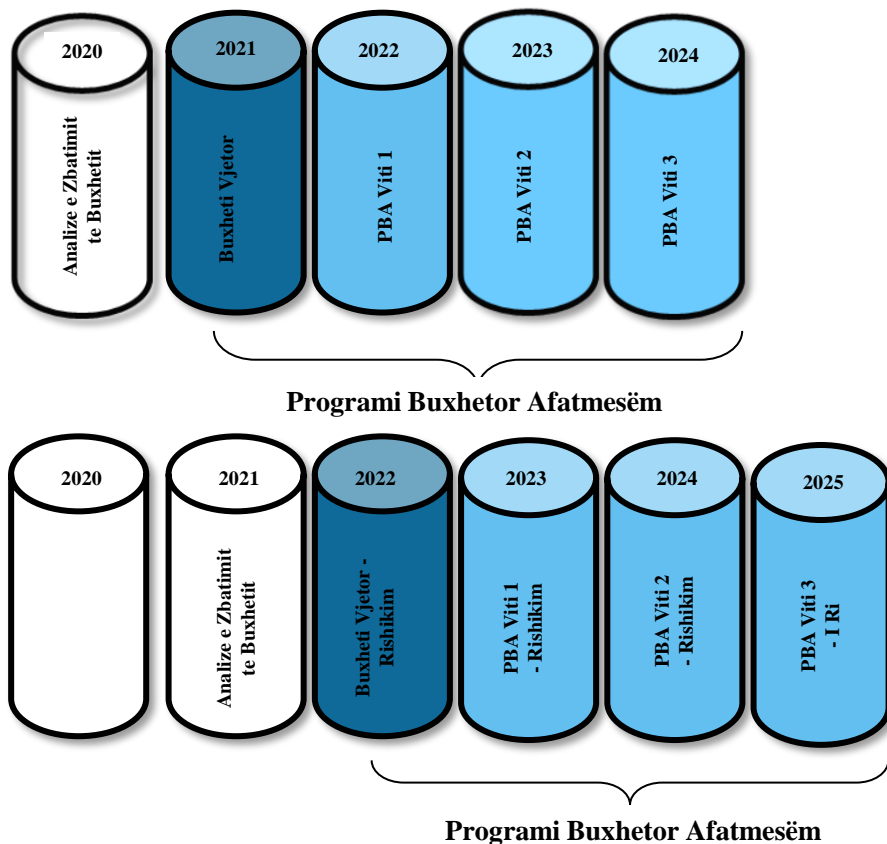 2020
2021
2022
2023
2024
Analize e Zbatimit
te Buxhetit
Buxheti Vjetor
PBA Viti 1
PBA Viti 2
PBA Viti 3
Programi Buxhetor Afatmesëm
2020
2021
2022
2023
2024
2025
Analize e Zbatimit
te Buxhetit
Buxheti Vjetor -
Rishikim
PBA Viti 1
- Rishikim
PBA Viti 2
- Rishikim
PBA Viti 3
- I Ri
Programi Buxhetor Afatmesëm